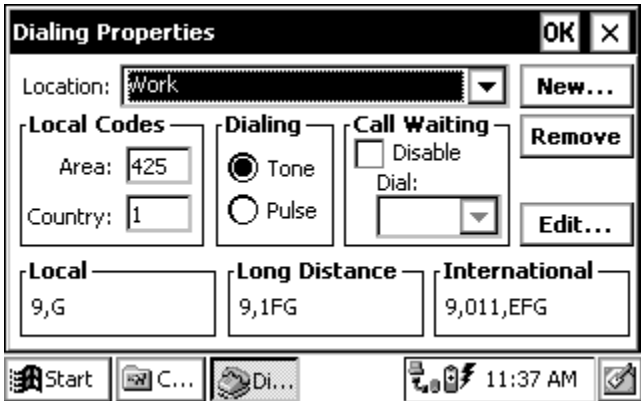 Dialing Properties OK ×
Location: Work New...
Local Codes Dialing Call Waiting Remove
Area: 425 Tone Disable
Dial:
Country: 1 Pulse Edit...
Local Long Distance International
9,G 9,1FG 9,011,EFG
Start C... Di... 11:37 AM